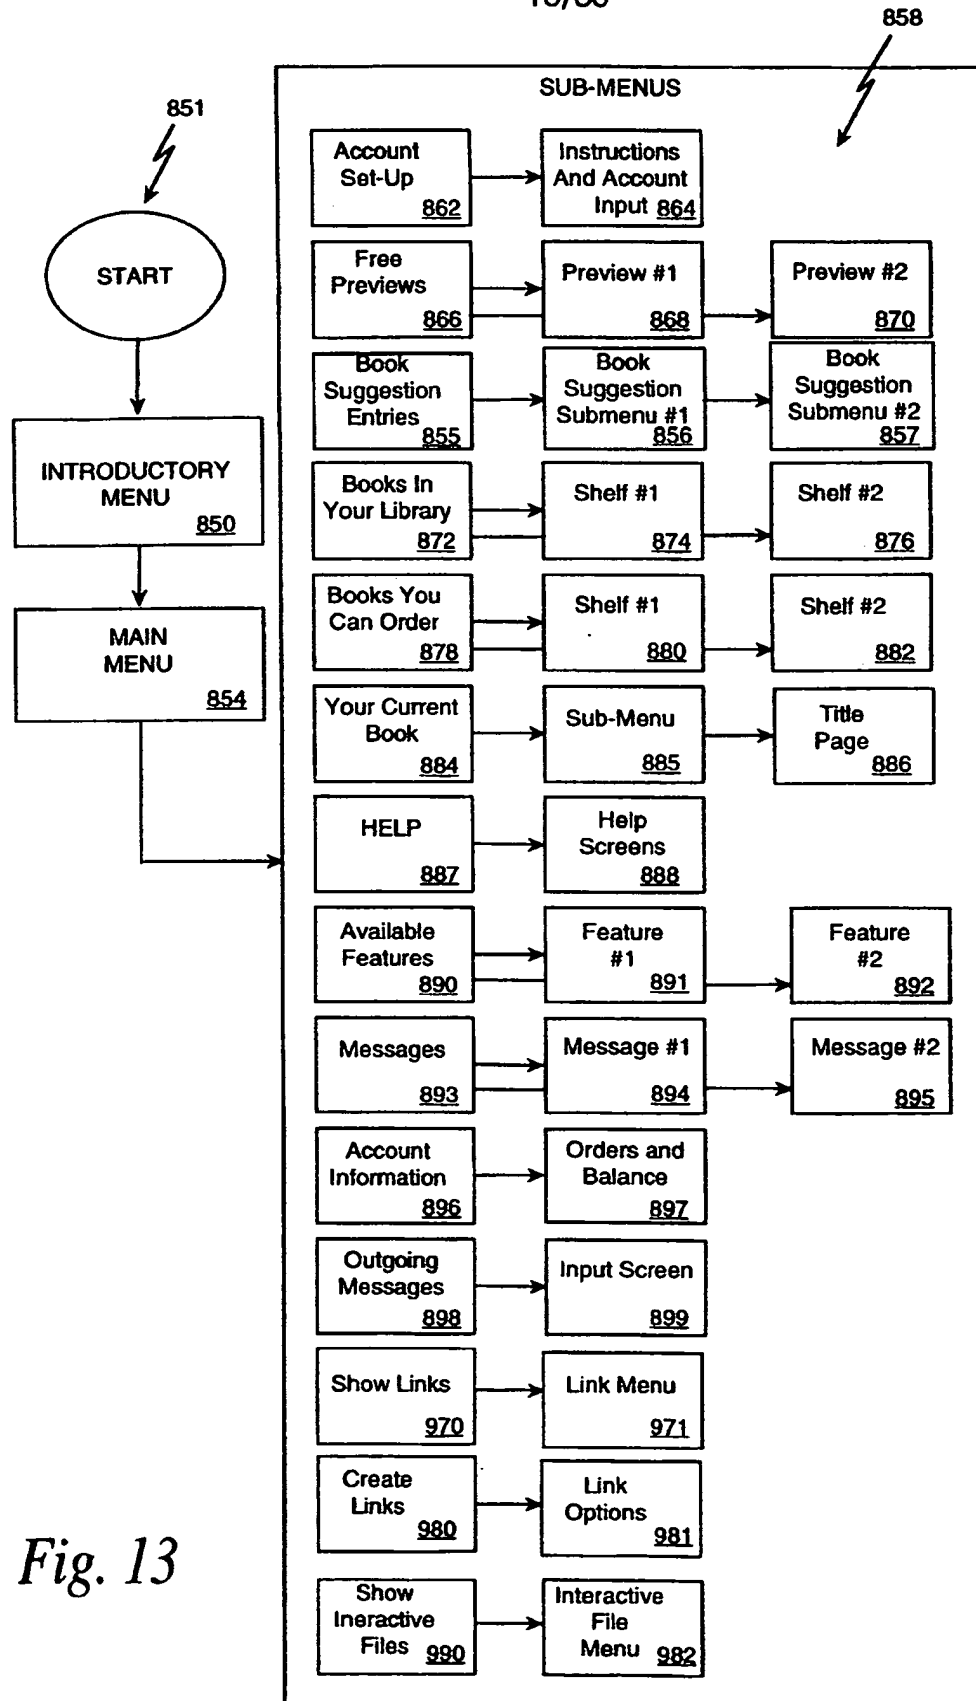 858
851
SUB-MENUS
START
INTRODUCTORY
MENU
850
MAIN
MENU
854
Account
Set-Up
862
Instructions
And Account
Input 864
Free
Previews
866
Preview #1
868
Preview #2
870
Book
Suggestion
Entries
855
Book
Suggestion
Submenu #1
856
Book
Suggestion
Submenu #2
857
Books In
Your Library
872
Shelf #1
874
Shelf #2
876
Books You
Can Order
878
Shelf #1
880
Shelf #2
882
Your Current
Book
884
Sub-Menu
885
Title
Page
886
HELP
887
Help
Screens
888
Available
Features
890
Feature
#1
891
Feature
#2
892
Messages
893
Message #1
894
Message #2
895
Account
Information
896
Orders and
Balance
897
Outgoing
Messages
898
Input Screen
899
Show Links
970
Link Menu
971
Create
Links
980
Link
Options
981
Show
Ineractive
Files
990
Interactive
File
Menu
982
Fig. 13